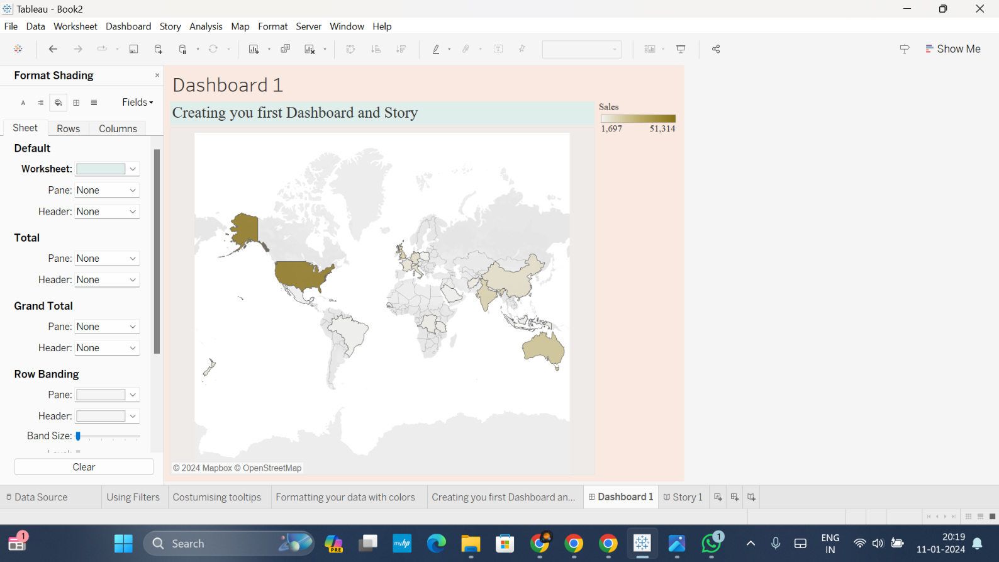 Tableau - Book2
File Data Worksheet Dashboard Story Analysis Map Format Server Window Help
Show Me
Format Shading
Fields
Sheet Rows Columns
Default
Worksheet:
Pane: None
Header: None
Total
Pane: None
Header: None
Grand Total
Pane: None
Header: None
Row Banding
Pane:
Header:
Band Size:
Clear
Dashboard 1
Creating you first Dashboard and Story
Sales
1,697 51,314
© 2024 Mapbox © OpenStreetMap
Data Source Using Filters Costumising tooltips Formatting your data with colors Creating you first Dashboard an... Dashboard 1 Story 1
1
Search
PRE
myhp
1
ENG
IN
20:19
11-01-2024